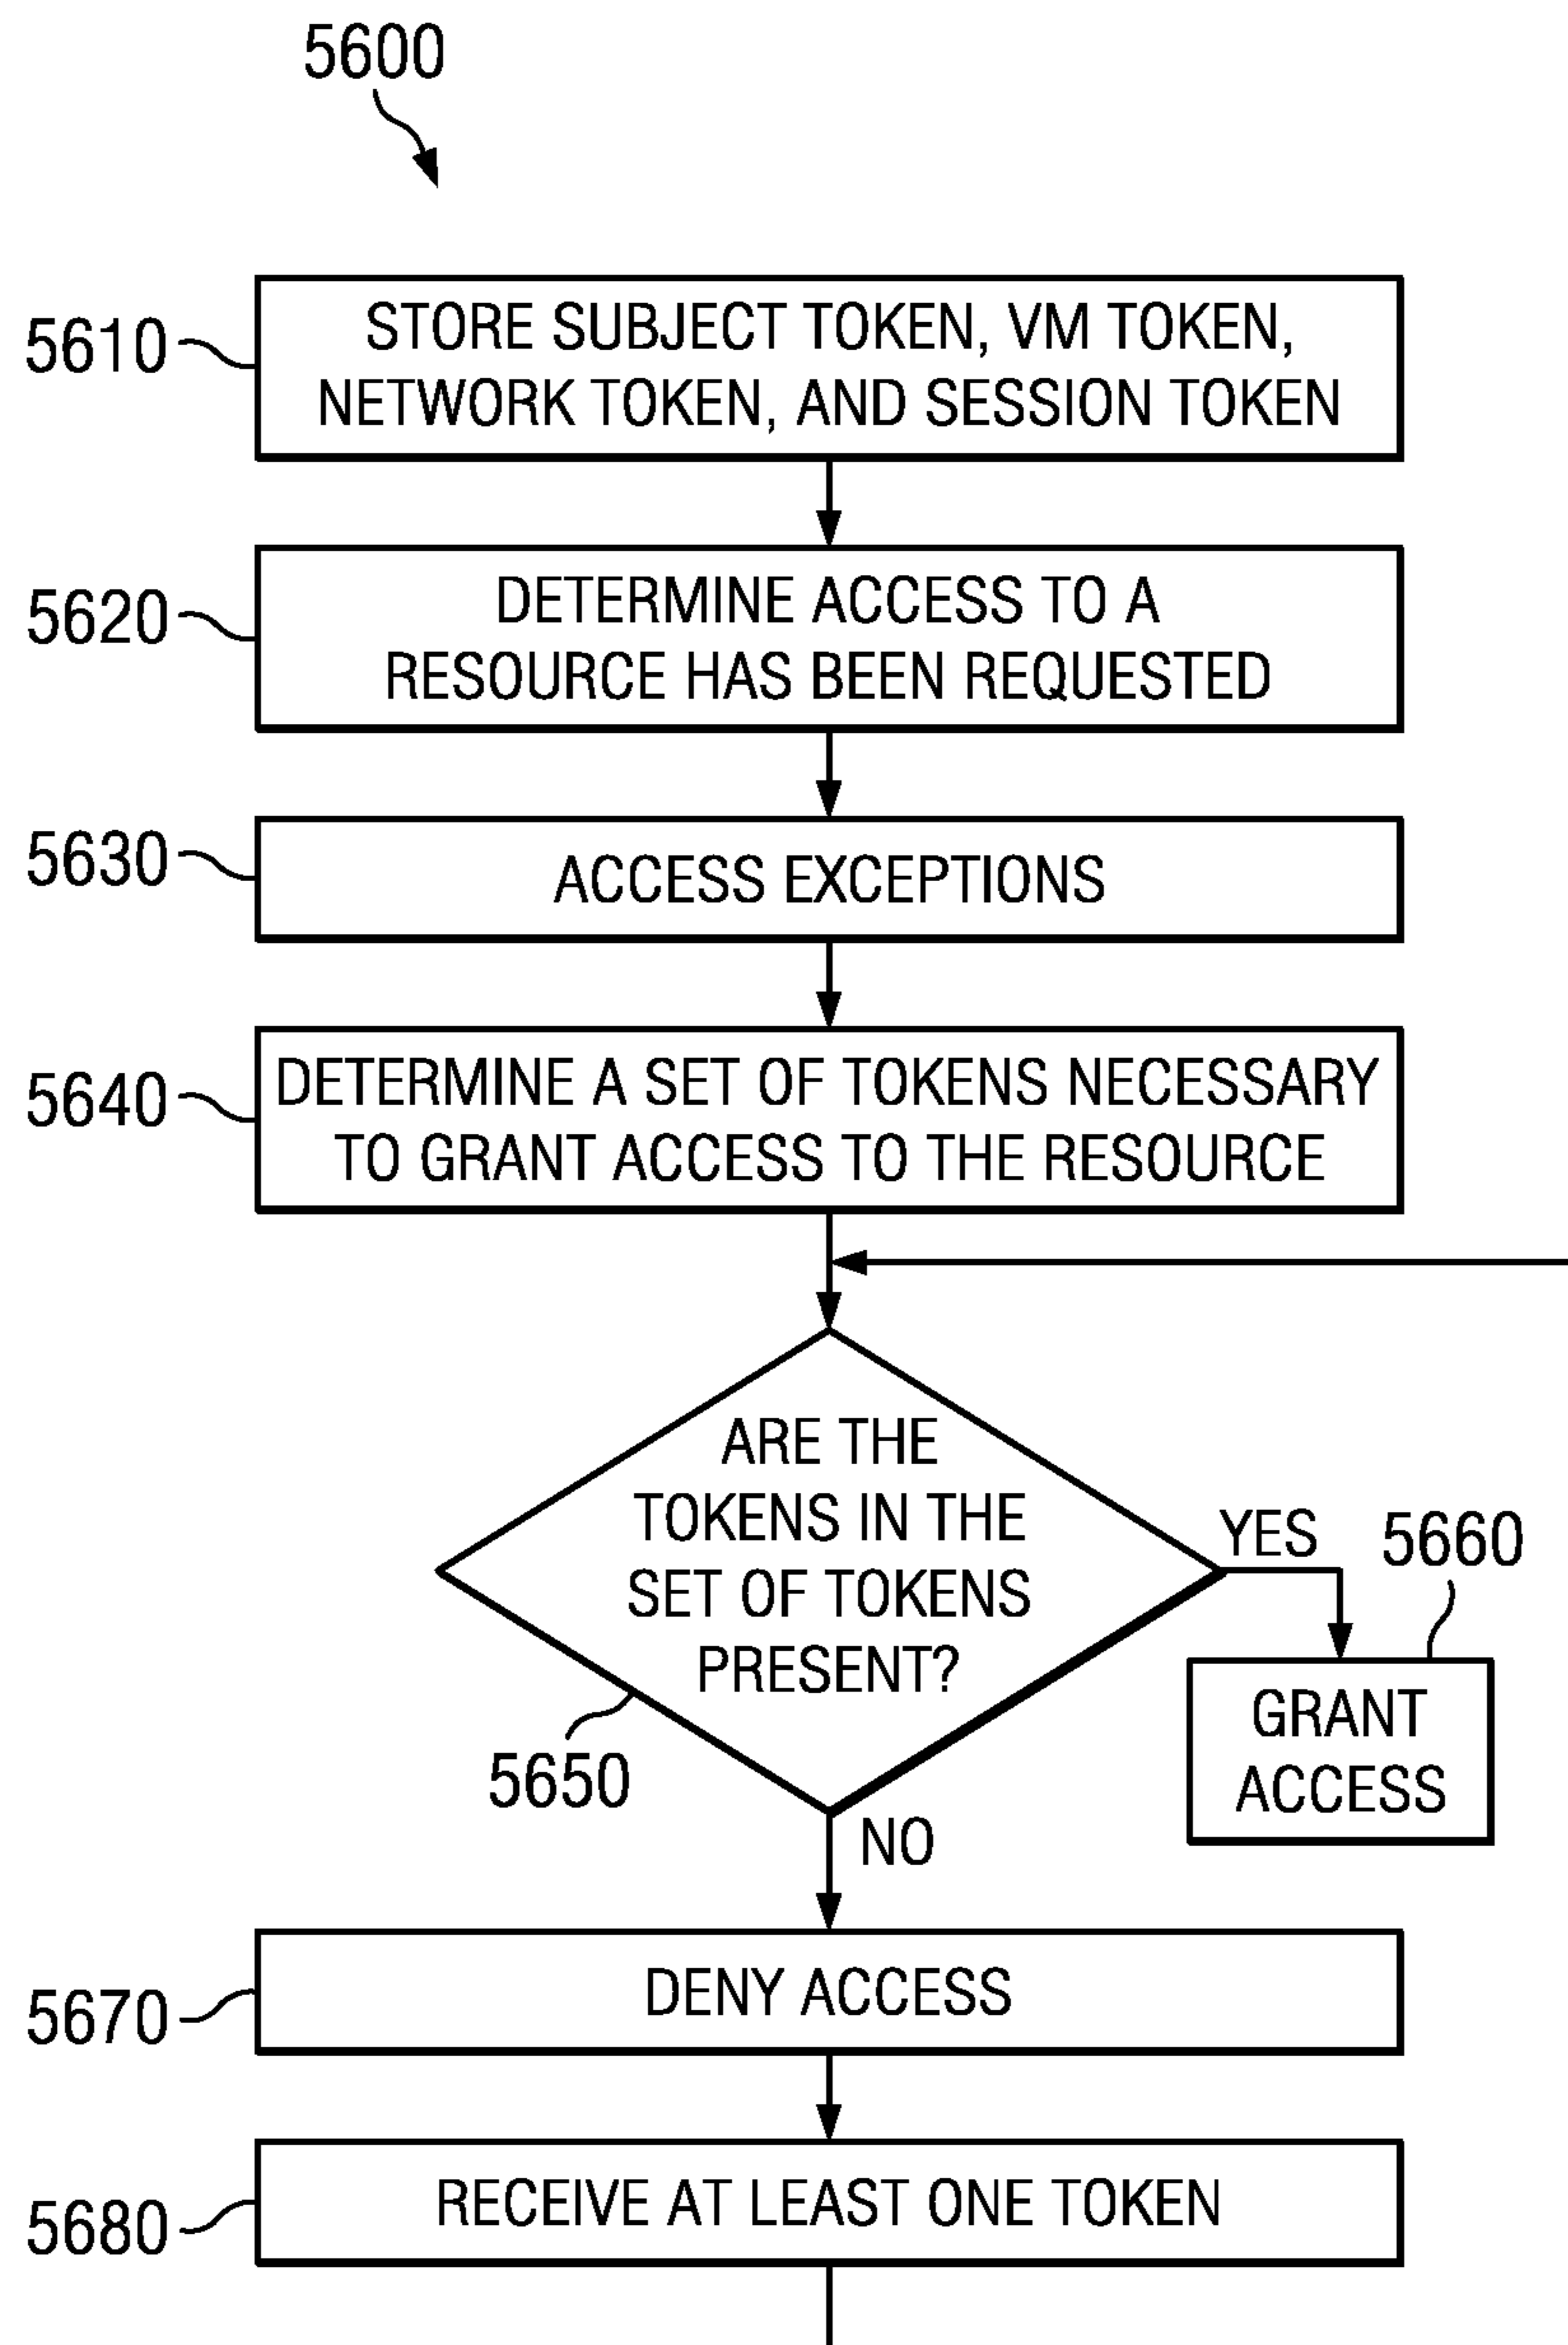 5600
5610
STORE SUBJECT TOKEN, VM TOKEN,
NETWORK TOKEN, AND SESSION TOKEN
5620
DETERMINE ACCESS TO A
RESOURCE HAS BEEN REQUESTED
5630
ACCESS EXCEPTIONS
5640
DETERMINE A SET OF TOKENS NECESSARY
TO GRANT ACCESS TO THE RESOURCE
ARE THE
TOKENS IN THE
SET OF TOKENS
PRESENT?
5650
YES
5660
GRANT
ACCESS
NO
5670
DENY ACCESS
5680
RECEIVE AT LEAST ONE TOKEN